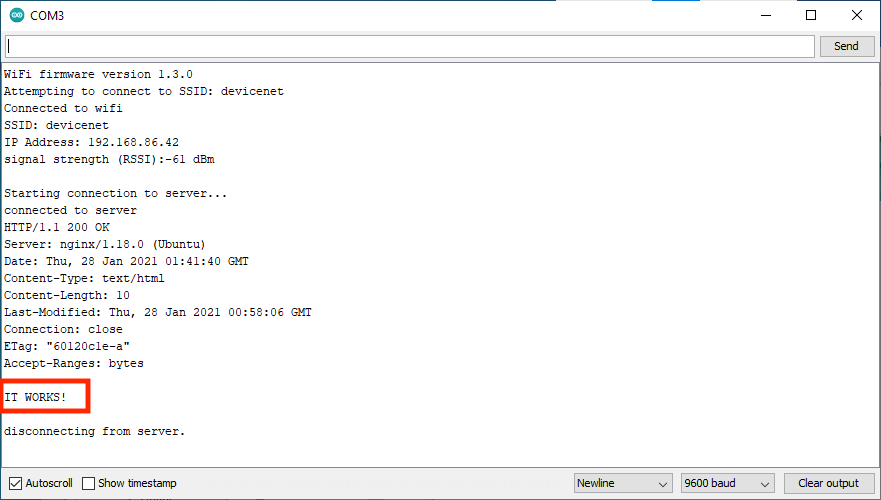 COM3
Send
WiFi firmware version 1.3.0
Attempting to connect to SSID: devicenet
Connected to wifi
SSID: devicenet
IP Address: 192.168.86.42
signal strength (RSSI):-61 dBm
Starting connection to server...
connected to server
HTTP/1.1 200 OK
Server: nginx/1.18.0 (Ubuntu)
Date: Thu, 28 Jan 2021 01:41:40 GMT
Content-Type: text/html
Content-Length: 10
Last-Modified: Thu, 28 Jan 2021 00:58:06 GMT
Connection: close
ETag: "60120c1e-a"
Accept-Ranges: bytes
IT WORKS!
disconnecting from server.
Autoscroll Show timestamp Newline 9600 baud Clear output